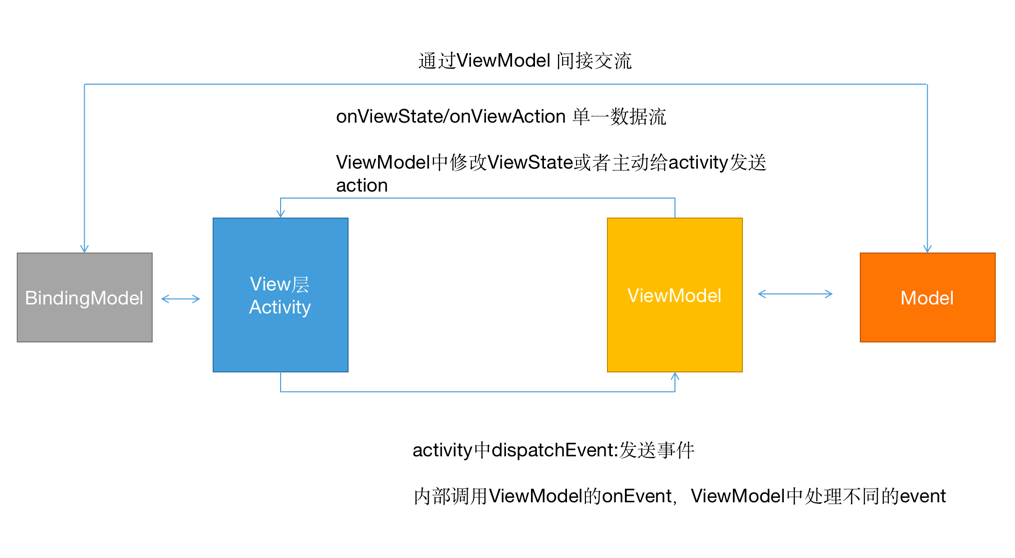 通过ViewModel 间接交流
onViewState/onViewAction 单一数据流
ViewModel中修改ViewState或者主动给activity发送
action
BindingModel
View层
Activity
ViewModel
Model
activity中dispatchEvent:发送事件
内部调用ViewModel的onEvent，ViewModel中处理不同的event